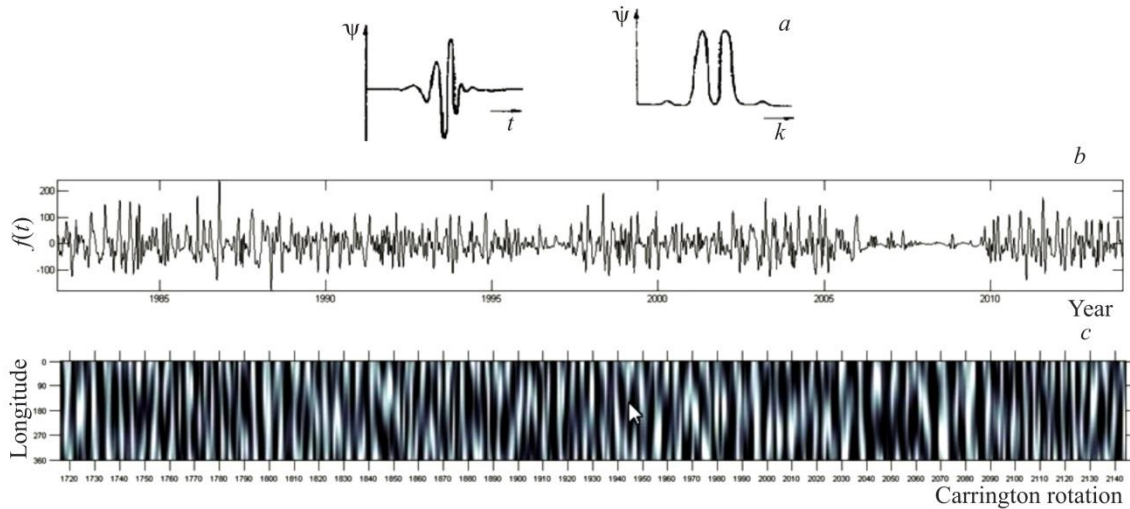 ψ ψ̇ a
t k
b
f(t)
200
100
0
-100
1985 1990 1995 2000 2005 2010
Year
c
Longitude
0
90
180
270
360
1720 1730 1740 1750 1760 1770 1780 1790 1800 1810 1820 1830 1840 1850 1860 1870 1880 1890 1900 1910 1920 1930 1940 1950 1960 1970 1980 1990 2000 2010 2020 2030 2040 2050 2060 2070 2080 2090 2100 2110 2120 2130 2140
Carrington rotation